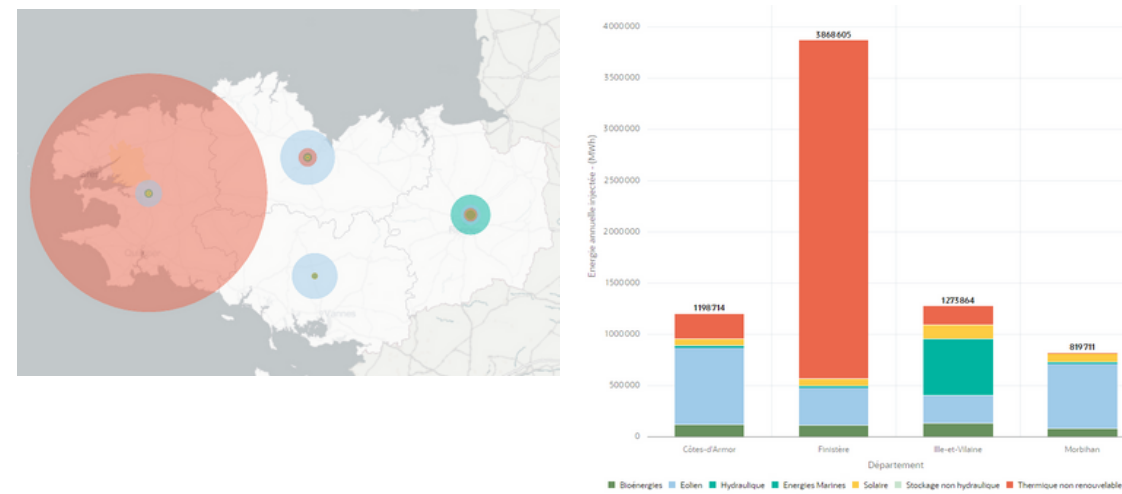 4000000
3500000
3000000
2500000
2000000
1500000
1000000
500000
0
Energie annuelle injectée - (MWh)
3868605
1198714
1273864
819711
Côtes-d'Armor
Finistère
Ille-et-Vilaine
Morbihan
Département
Bioénergies Eolien Hydraulique Energies Marines Solaire Stockage non hydraulique Thermique non renouvelable